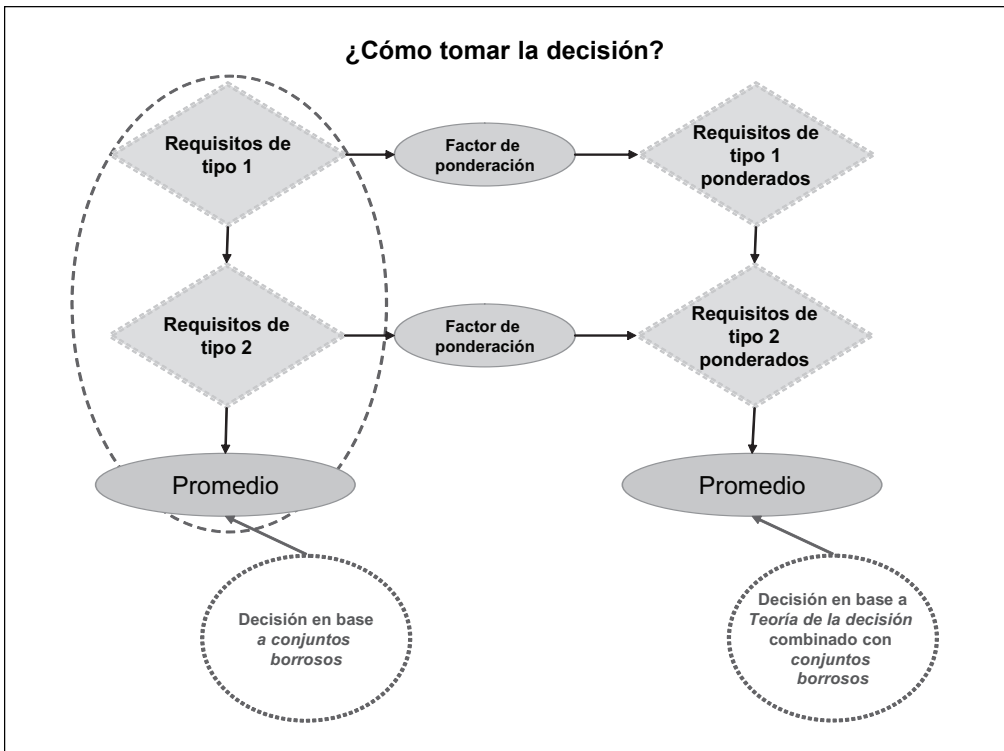 ¿Cómo tomar la decisión?
Requisitos de
tipo 1
Factor de
ponderación
Requisitos de
tipo 1
ponderados
Requisitos de
tipo 2
Factor de
ponderación
Requisitos de
tipo 2
ponderados
Promedio
Promedio
Decisión en base
a conjuntos
borrosos
Decisión en base a
Teoría de la decisión
combinado con
conjuntos
borrosos